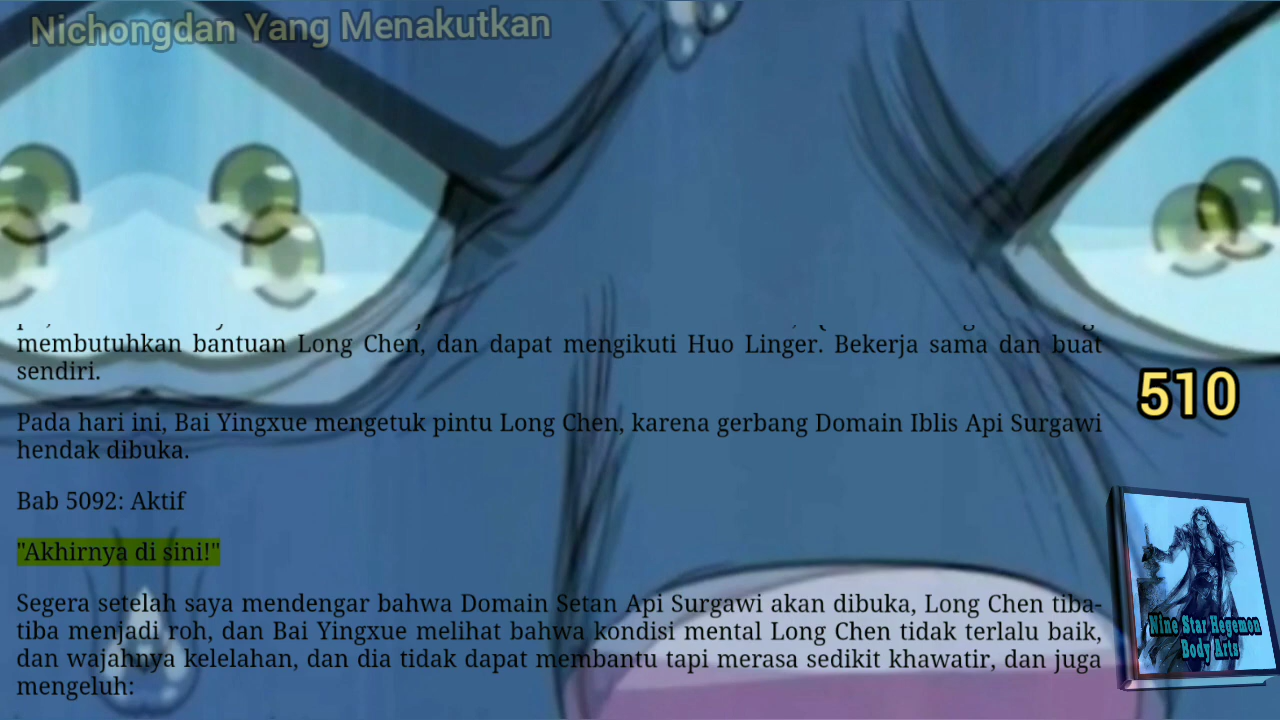 Nichongdan Yang Menakutkan
membutuhkan bantuan Long Chen, dan dapat mengikuti Huo Linger. Bekerja sama dan buat
sendiri.
Pada hari ini, Bai Yingxue mengetuk pintu Long Chen, karena gerbang Domain Iblis Api Surgawi
hendak dibuka.
Bab 5092: Aktif
"Akhirnya di sini!"
Segera setelah saya mendengar bahwa Domain Setan Api Surgawi akan dibuka, Long Chen tiba-
tiba menjadi roh, dan Bai Yingxue melihat bahwa kondisi mental Long Chen tidak terlalu baik,
dan wajahnya kelelahan, dan dia tidak dapat membantu tapi merasa sedikit khawatir, dan juga
mengeluh:
510
Nine Star Hegemon
Body Arts